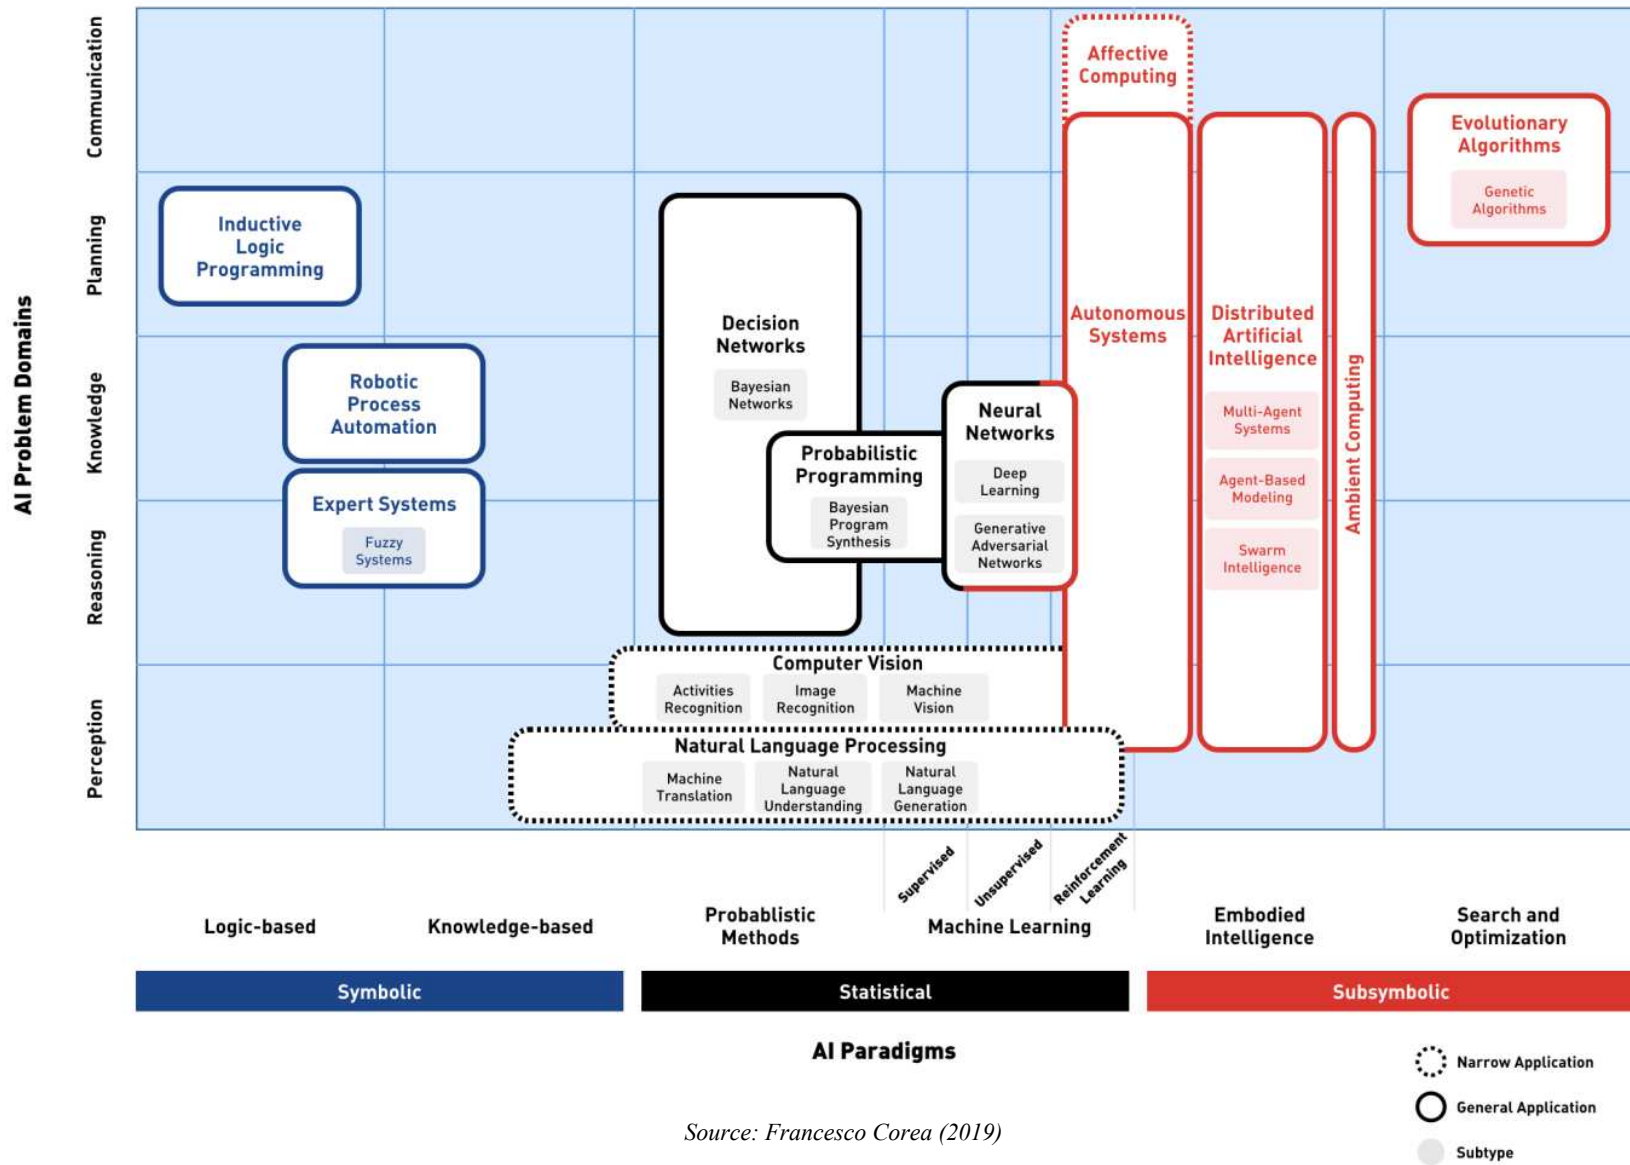 AI Problem Domains
Communication
Planning
Knowledge
Reasoning
Perception
Affective
Computing
Evolutionary
Algorithms
Genetic
Algorithms
Inductive
Logic
Programming
Decision
Networks
Bayesian
Networks
Autonomous
Systems
Distributed
Artificial
Intelligence
Multi-Agent
Systems
Agent-Based
Modeling
Swarm
Intelligence
Ambient Computing
Robotic
Process
Automation
Expert Systems
Fuzzy
Systems
Probabilistic
Programming
Bayesian
Program
Synthesis
Neural
Networks
Deep
Learning
Generative
Adversarial
Networks
Computer Vision
Activities
Recognition
Image
Recognition
Machine
Vision
Natural Language Processing
Machine
Translation
Natural
Language
Understanding
Natural
Language
Generation
Supervised
Unsupervised
Reinforcement
Learning
Logic-based
Knowledge-based
Probablistic
Methods
Machine Learning
Embodied
Intelligence
Search and
Optimization
Symbolic
Statistical
Subsymbolic
AI Paradigms
Narrow Application
General Application
Subtype
Source: Francesco Corea (2019)